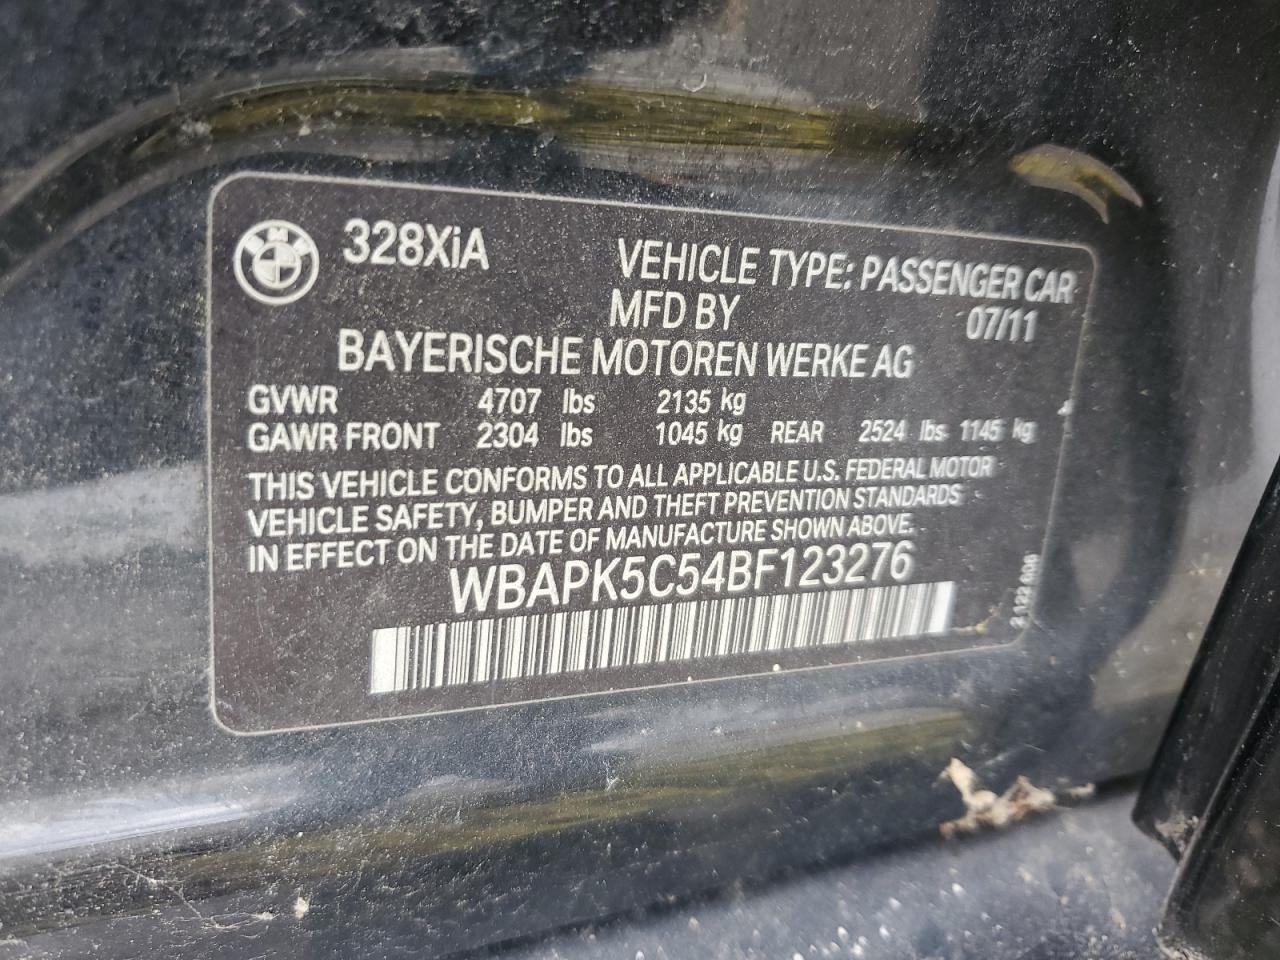 BMW 328XiA
VEHICLE TYPE: PASSENGER CAR
MFD BY 07/11
BAYERISCHE MOTOREN WERKE AG
GVWR 4707 lbs 2135 kg
GAWR FRONT 2304 lbs 1045 kg REAR 2524 lbs 1145 kg
THIS VEHICLE CONFORMS TO ALL APPLICABLE U.S. FEDERAL MOTOR
VEHICLE SAFETY, BUMPER AND THEFT PREVENTION STANDARDS
IN EFFECT ON THE DATE OF MANUFACTURE SHOWN ABOVE.
WBAPK5C54BF123276